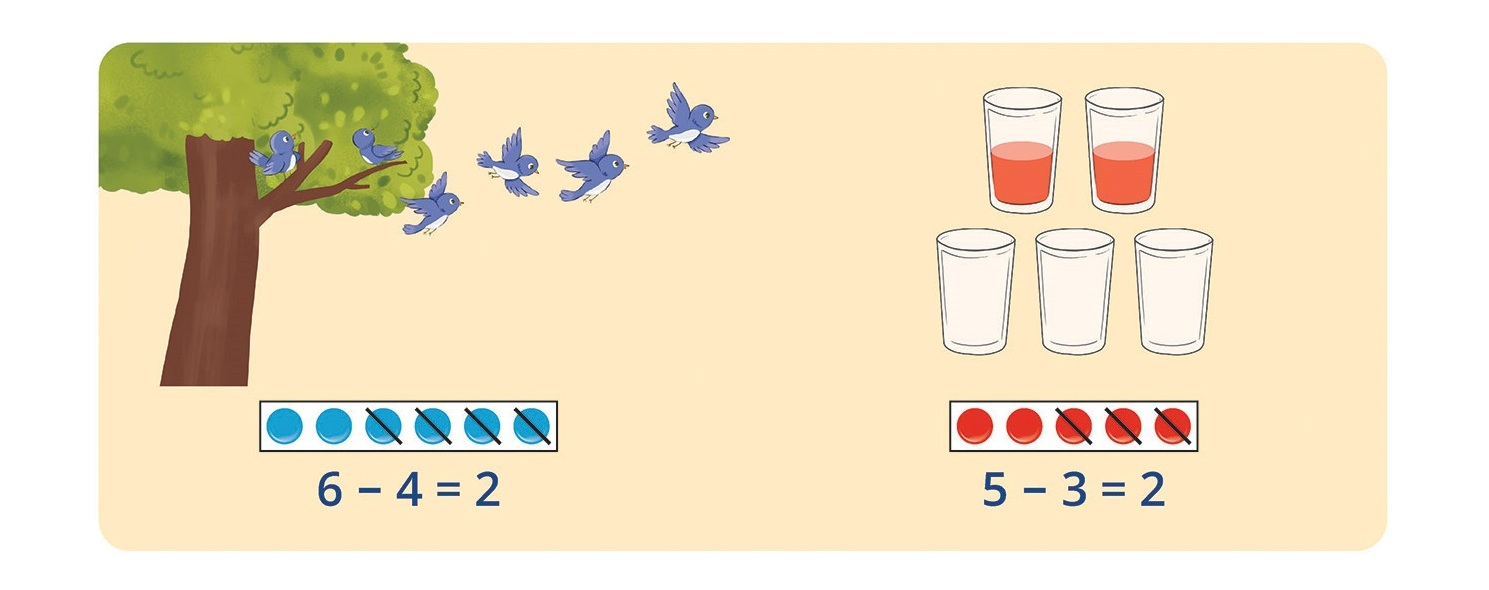 6 – 4 = 2
5 – 3 = 2